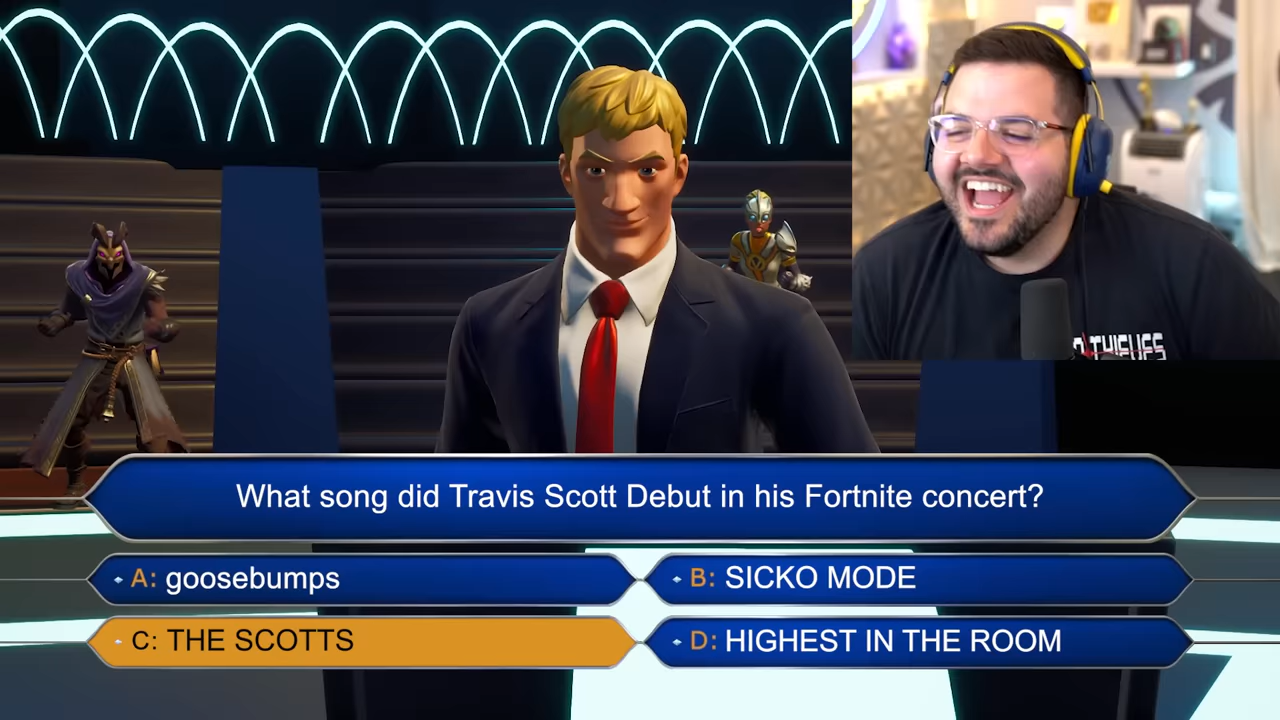 THIEVES
What song did Travis Scott Debut in his Fortnite concert?
A: goosebumps
B: SICKO MODE
C: THE SCOTTS
D: HIGHEST IN THE ROOM